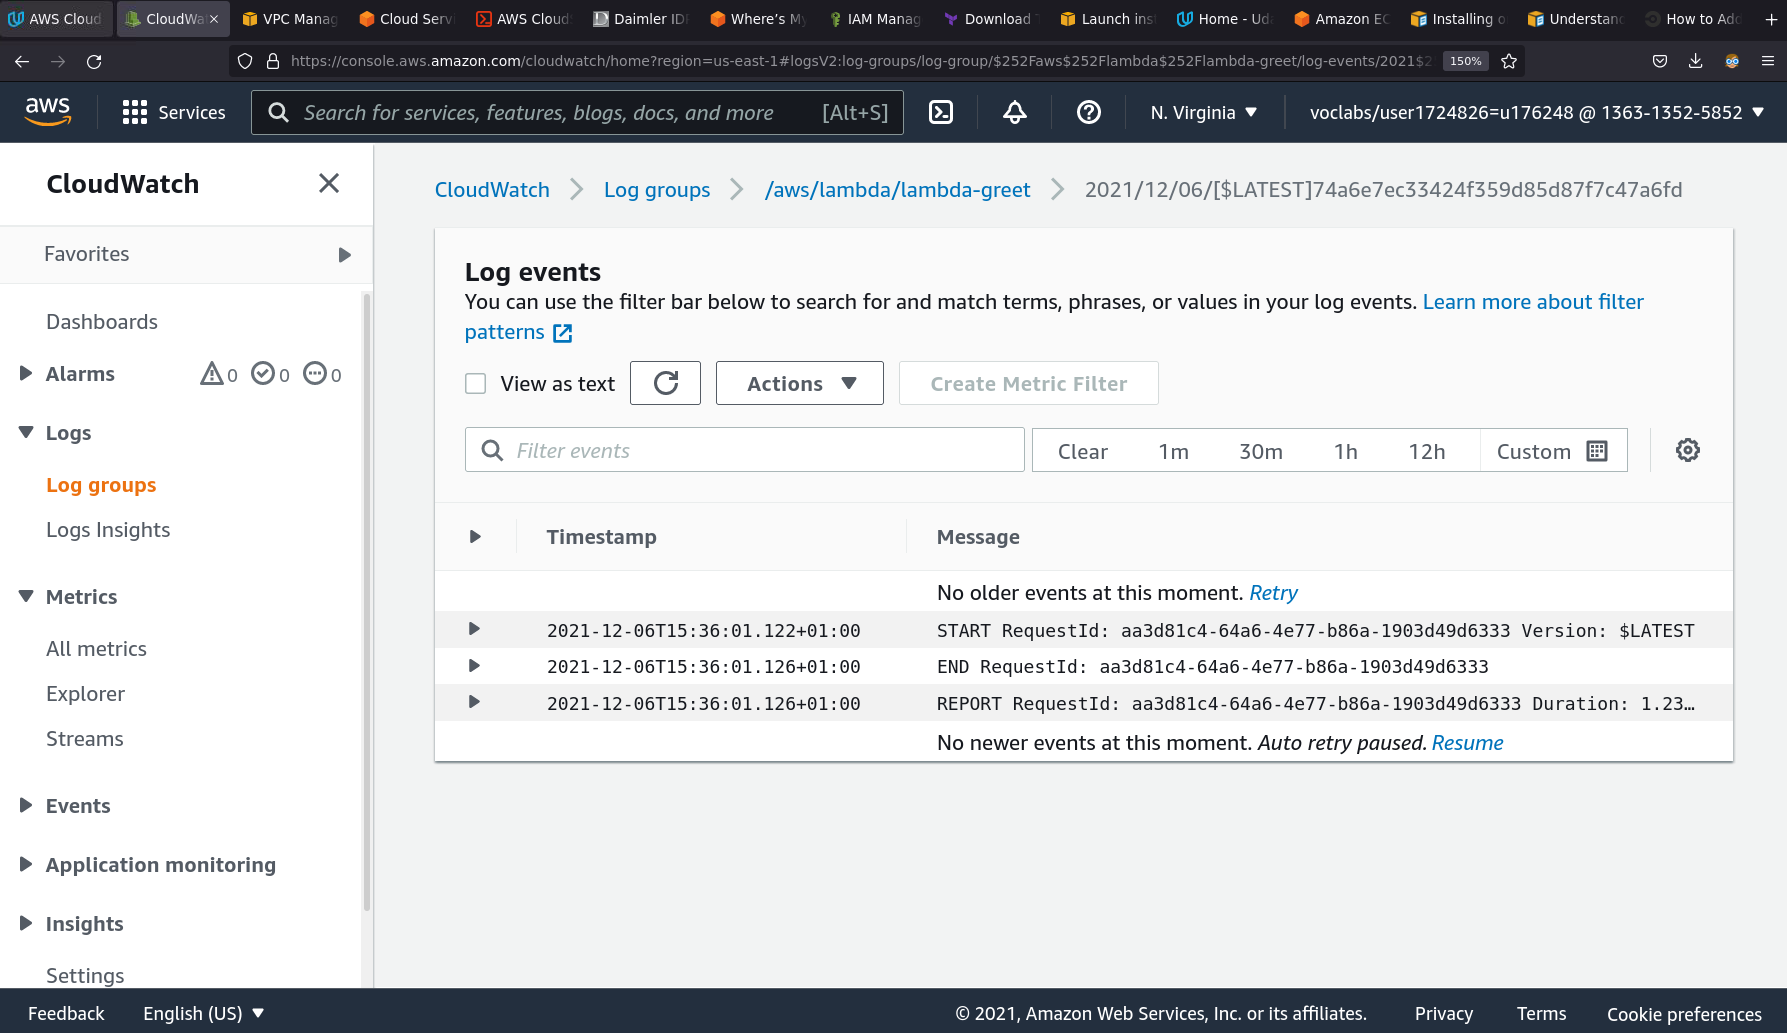 AWS Cloud
CloudWa
VPC Manag
Cloud Servi
AWS Cloud
Daimler IDP
Where's My
IAM Manag
Download
Launch inst
Home - Uda
Amazon EC
Installing o
Understand
How to Add
https://console.aws.amazon.com/cloudwatch/home?region=us-east-1#logsV2:log-groups/log-group/$252Faws$252Flambda$252Flambda-greet/log-events/2021$2
150%
aws
Services
Search for services, features, blogs, docs, and more
[Alt+S]
N. Virginia
voclabs/user1724826=u176248 @ 1363-1352-5852
CloudWatch
Favorites
Dashboards
Alarms
0
0
0
Logs
Log groups
Logs Insights
Metrics
All metrics
Explorer
Streams
Events
Application monitoring
Insights
Settings
CloudWatch
Log groups
/aws/lambda/lambda-greet
2021/12/06/[$LATEST]74a6e7ec33424f359d85d87f7c47a6fd
Log events
You can use the filter bar below to search for and match terms, phrases, or values in your log events. Learn more about filter
patterns
View as text
Actions
Create Metric Filter
Filter events
Clear
1m
30m
1h
12h
Custom
Timestamp
Message
No older events at this moment. Retry
2021-12-06T15:36:01.122+01:00 START RequestId: aa3d81c4-64a6-4e77-b86a-1903d49d6333 Version: $LATEST
2021-12-06T15:36:01.126+01:00 END RequestId: aa3d81c4-64a6-4e77-b86a-1903d49d6333
2021-12-06T15:36:01.126+01:00 REPORT RequestId: aa3d81c4-64a6-4e77-b86a-1903d49d6333 Duration: 1.23…
No newer events at this moment. Auto retry paused. Resume
Feedback
English (US)
© 2021, Amazon Web Services, Inc. or its affiliates.
Privacy
Terms
Cookie preferences